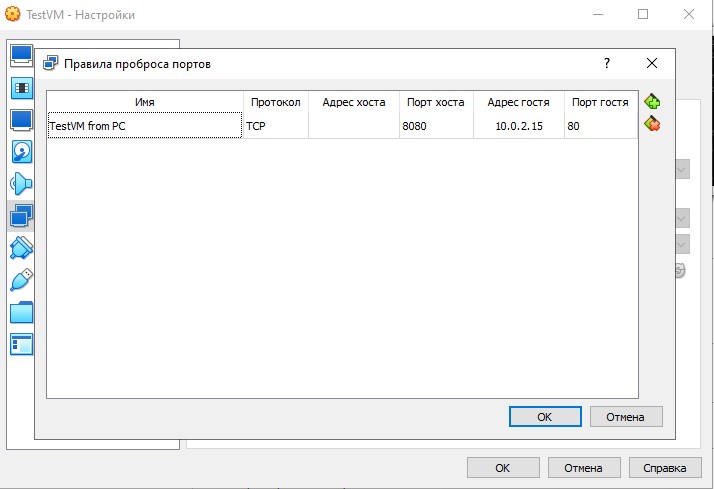 TestVM - Настройки
Правила проброса портов
?
Имя Протокол Адрес хоста Порт хоста Адрес гостя Порт гостя
TestVM from PC TCP 8080 10.0.2.15 80
OK Отмена
OK Отмена Справка